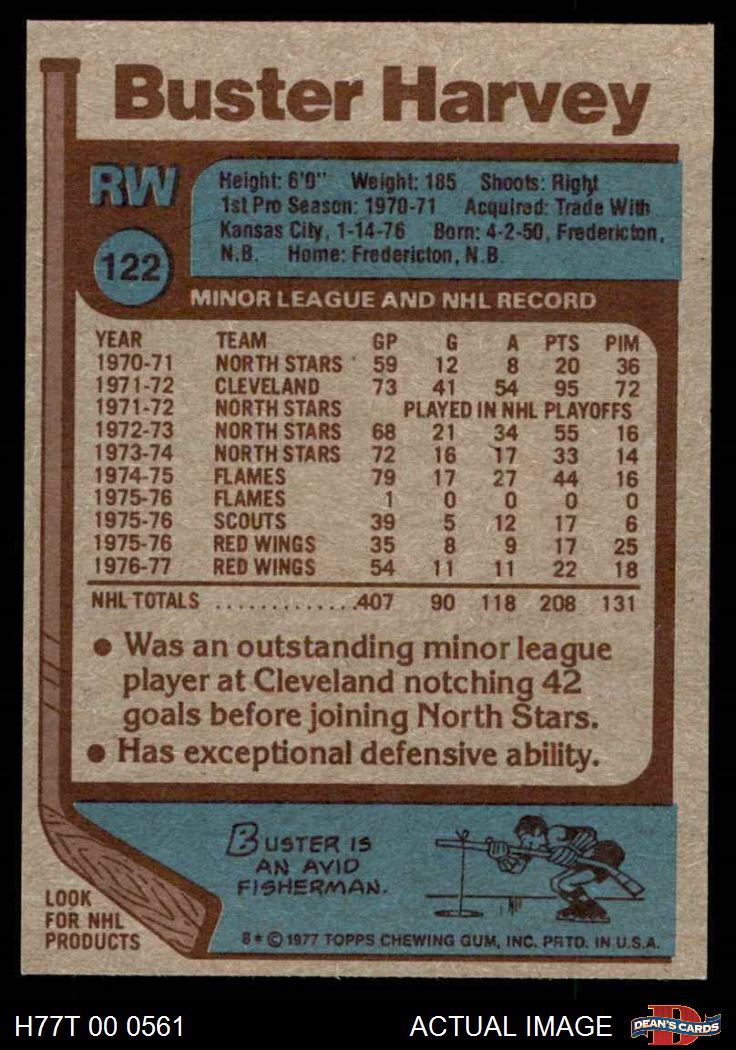 Buster Harvey
RW
122
Height: 6'0" Weight: 185 Shoots: Right
1st Pro Season: 1970-71 Acquired: Trade With
Kansas City, 1-14-76 Born: 4-2-50, Fredericton,
N.B. Home: Fredericton, N.B.
MINOR LEAGUE AND NHL RECORD
YEAR TEAM GP G A PTS PIM
1970-71 NORTH STARS 59 12 8 20 36
1971-72 CLEVELAND 73 41 54 95 72
1971-72 NORTH STARS PLAYED IN NHL PLAYOFFS
1972-73 NORTH STARS 68 21 34 55 16
1973-74 NORTH STARS 72 16 17 33 14
1974-75 FLAMES 79 17 27 44 16
1975-76 FLAMES 1 0 0 0 0
1975-76 SCOUTS 39 5 12 17 6
1975-76 RED WINGS 35 8 9 17 25
1976-77 RED WINGS 54 11 11 22 18
NHL TOTALS .............407 90 118 208 131
• Was an outstanding minor league
player at Cleveland notching 42
goals before joining North Stars.
• Has exceptional defensive ability.
BUSTER IS
AN AVID
FISHERMAN.
LOOK
FOR NHL
PRODUCTS
8* © 1977 TOPPS CHEWING GUM, INC. PRTD. IN U.S.A.
H77T 00 0561 ACTUAL IMAGE
D
DEAN'S CARDS